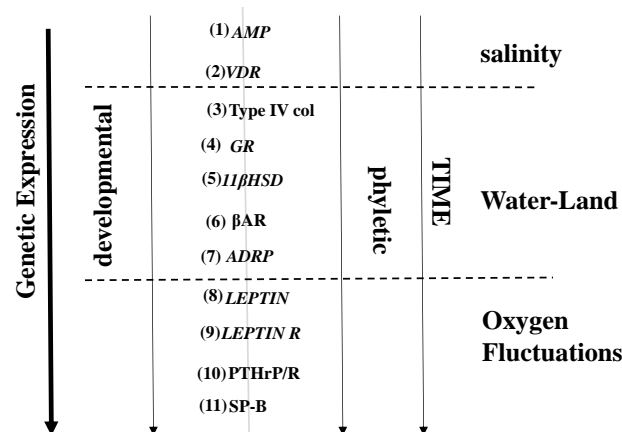 (1) AMP
salinity
(2) VDR
(3) Type IV col
(4) GR
(5) 11βHSD
(6) βAR
(7) ADRP
Genetic Expression
developmental
phyletic
TIME
Water-Land
(8) LEPTIN
(9) LEPTIN R
(10) PTHrP/R
(11) SP-B
Oxygen
Fluctuations